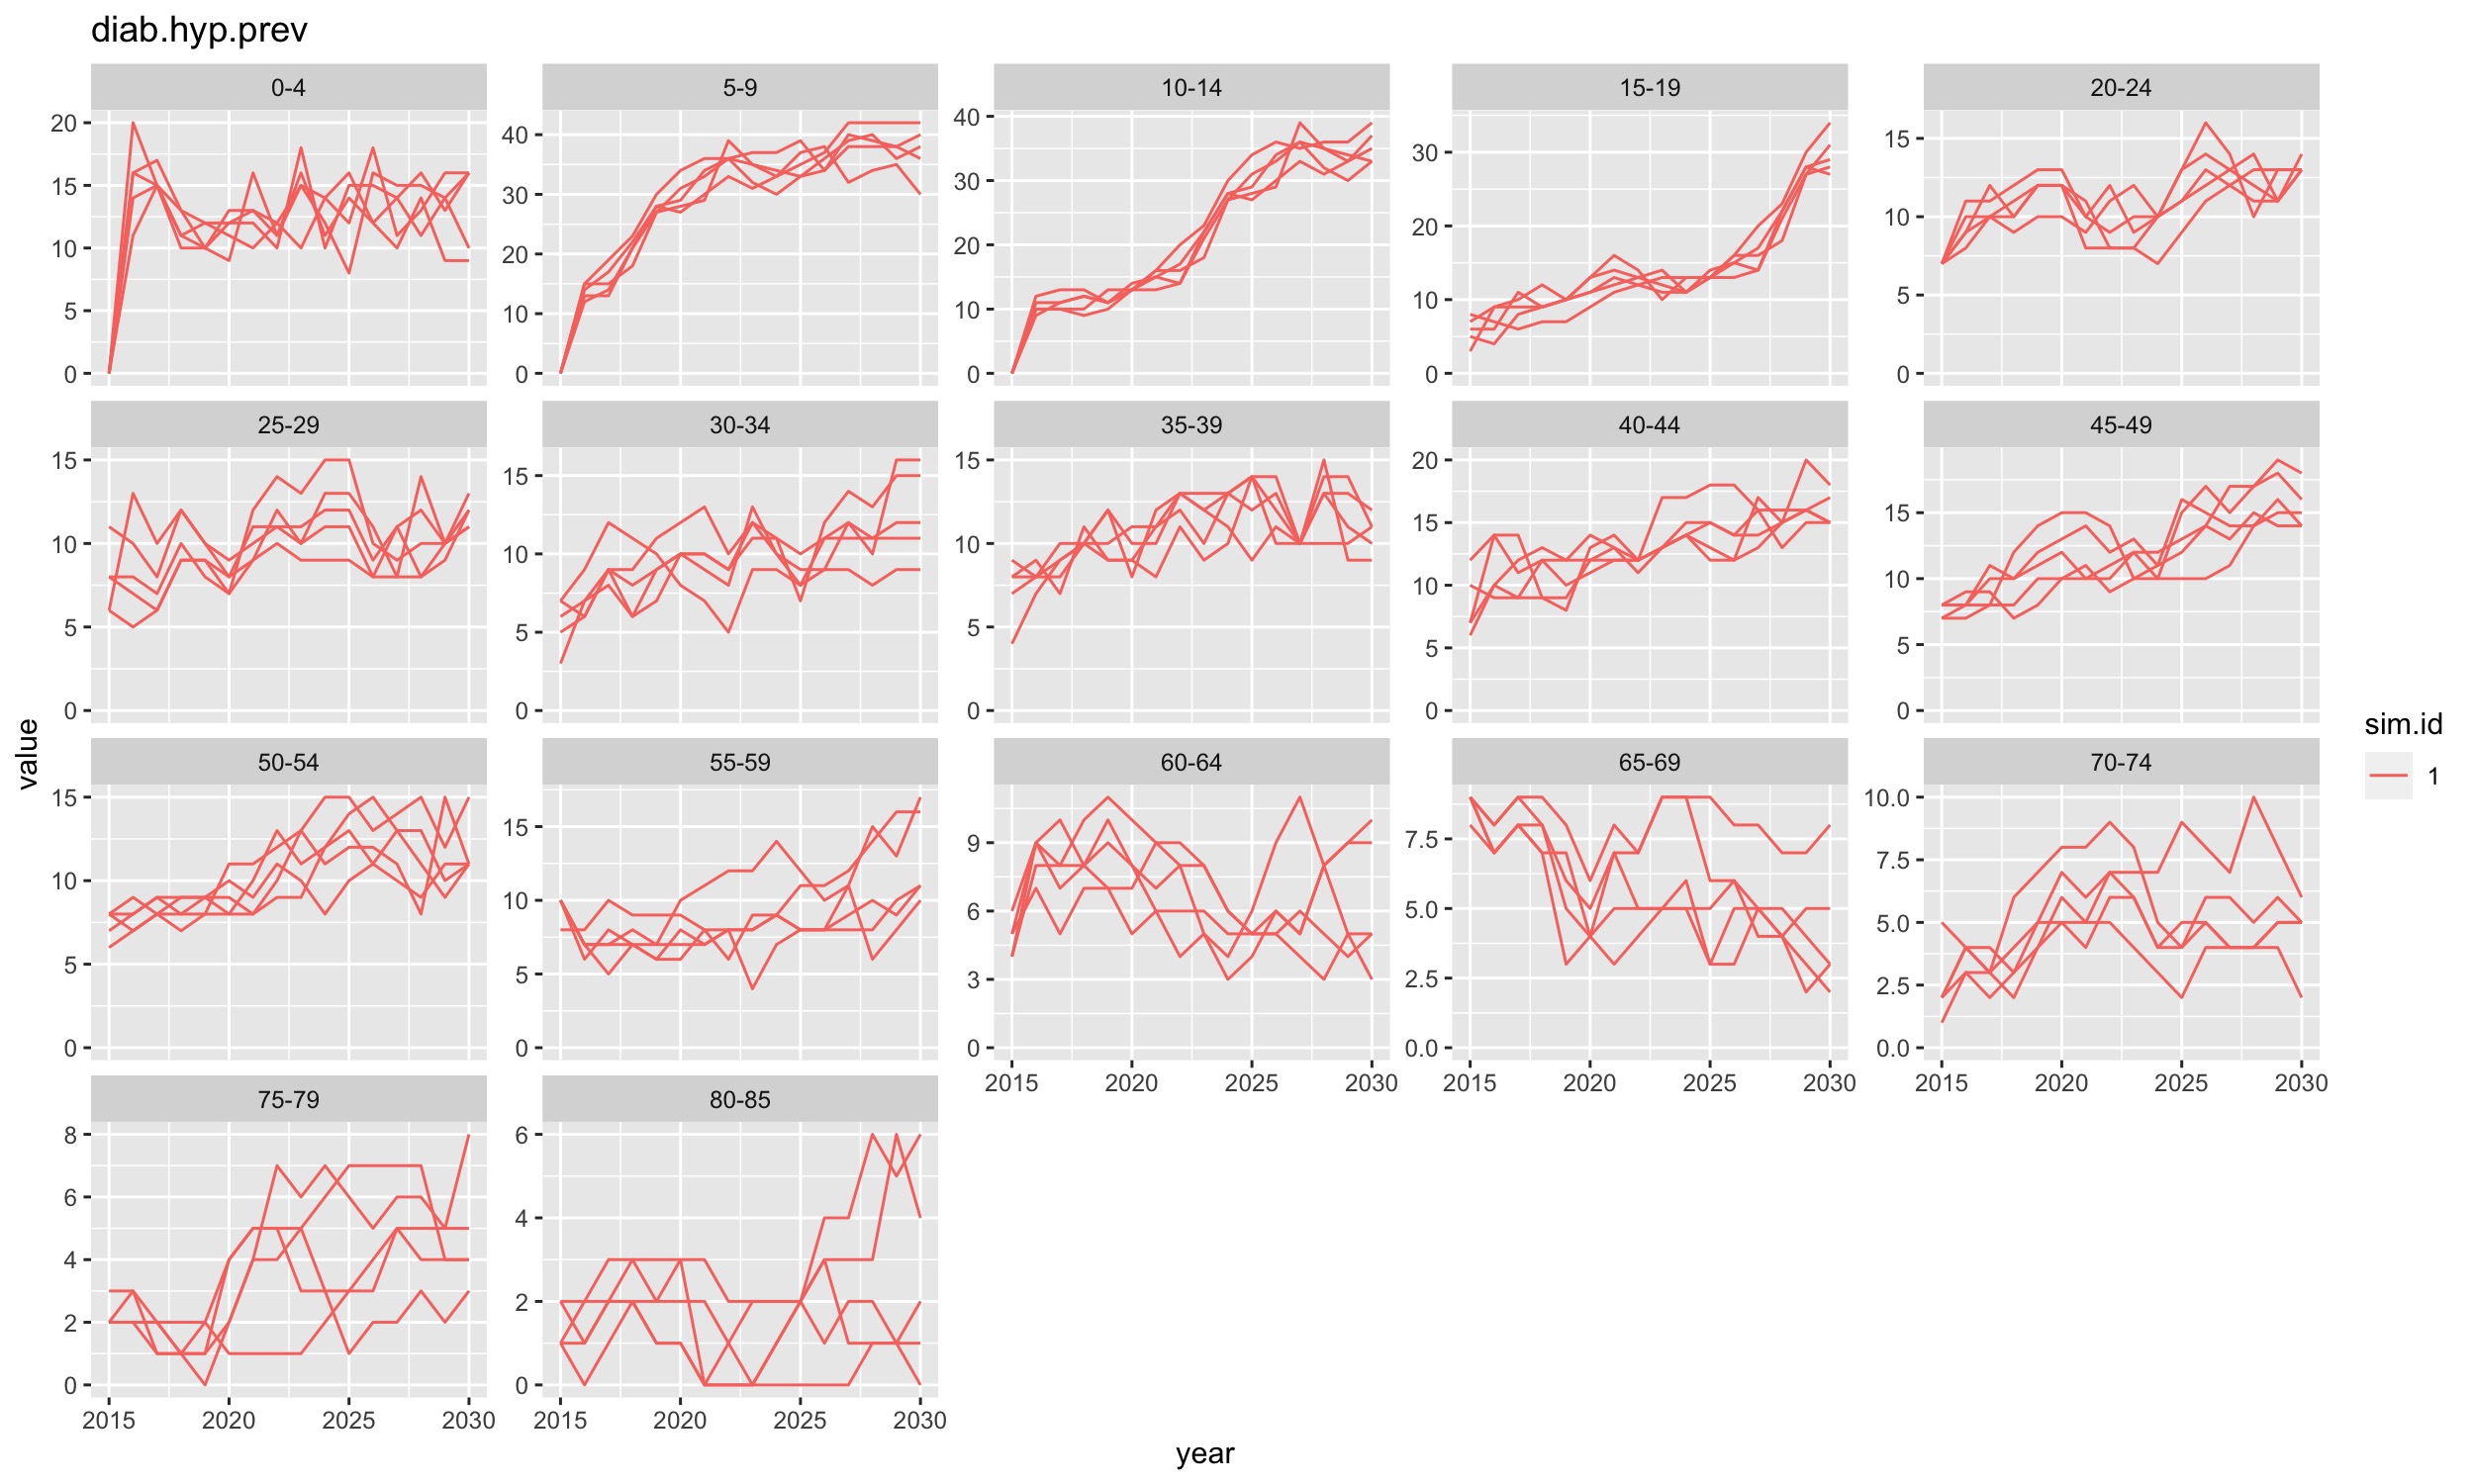 diab.hyp.prev
0-4 5-9 10-14 15-19 20-24
20 15 10 5 0
40 30 20 10 0
40 30 20 10 0
30 20 10 0
15 10 5 0
25-29 30-34 35-39 40-44 45-49
15 10 5 0
15 10 5 0
15 10 5 0
20 15 10 5 0
15 10 5 0
value
sim.id
1
50-54 55-59 60-64 65-69 70-74
15 10 5 0
15 10 5 0
9 6 3 0
7.5 5.0 2.5 0.0
10.0 7.5 5.0 2.5 0.0
2015 2020 2025 2030
2015 2020 2025 2030
2015 2020 2025 2030
75-79 80-85
8 6 4 2 0
6 4 2 0
2015 2020 2025 2030
2015 2020 2025 2030
year